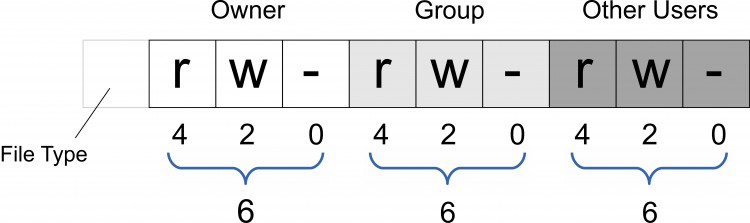 Owner Group Other Users
r w - r w - r w -
File Type
4 2 0 4 2 0 4 2 0
6 6 6